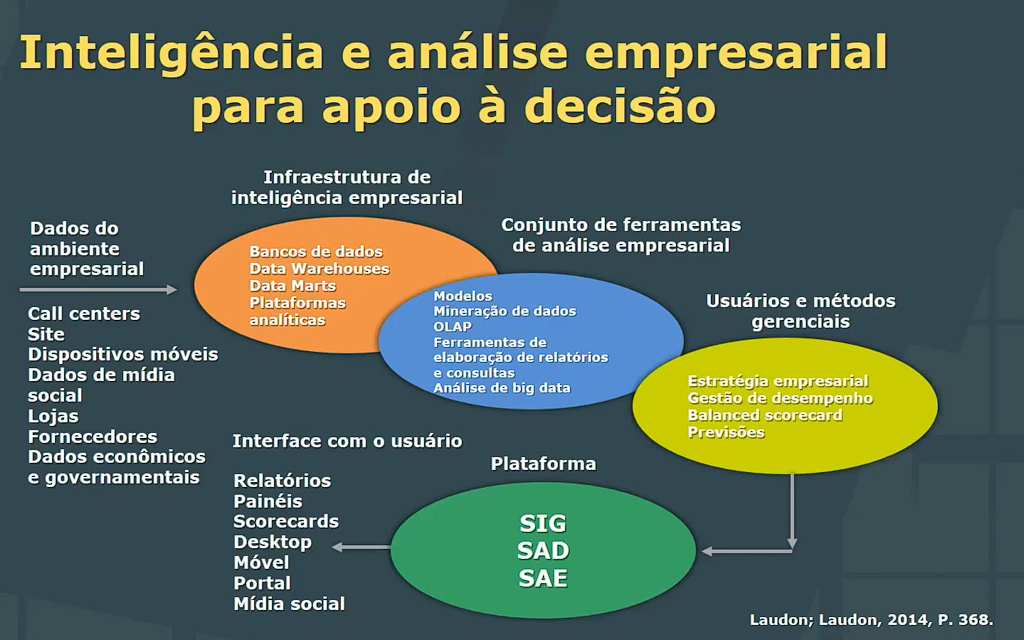 Inteligência e análise empresarial
para apoio à decisão
Infraestrutura de
inteligência empresarial
Dados do
ambiente
empresarial
Call centers
Site
Dispositivos móveis
Dados de mídia
social
Lojas
Fornecedores
Dados econômicos
e governamentais
Bancos de dados
Data Warehouses
Data Marts
Plataformas
analíticas
Conjunto de ferramentas
de análise empresarial
Modelos
Mineração de dados
OLAP
Ferramentas de
elaboração de relatórios
e consultas
Análise de big data
Usuários e métodos
gerenciais
Estratégia empresarial
Gestão de desempenho
Balanced scorecard
Previsões
Plataforma
SIG
SAD
SAE
Interface com o usuário
Relatórios
Painéis
Scorecards
Desktop
Móvel
Portal
Mídia social
Laudon; Laudon, 2014, P. 368.